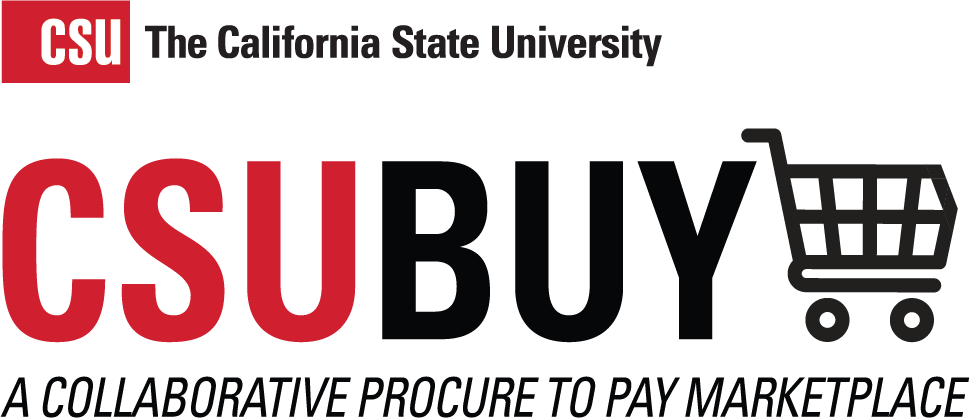 CSU The California State University
CSUBUY
A COLLABORATIVE PROCURE TO PAY MARKETPLACE